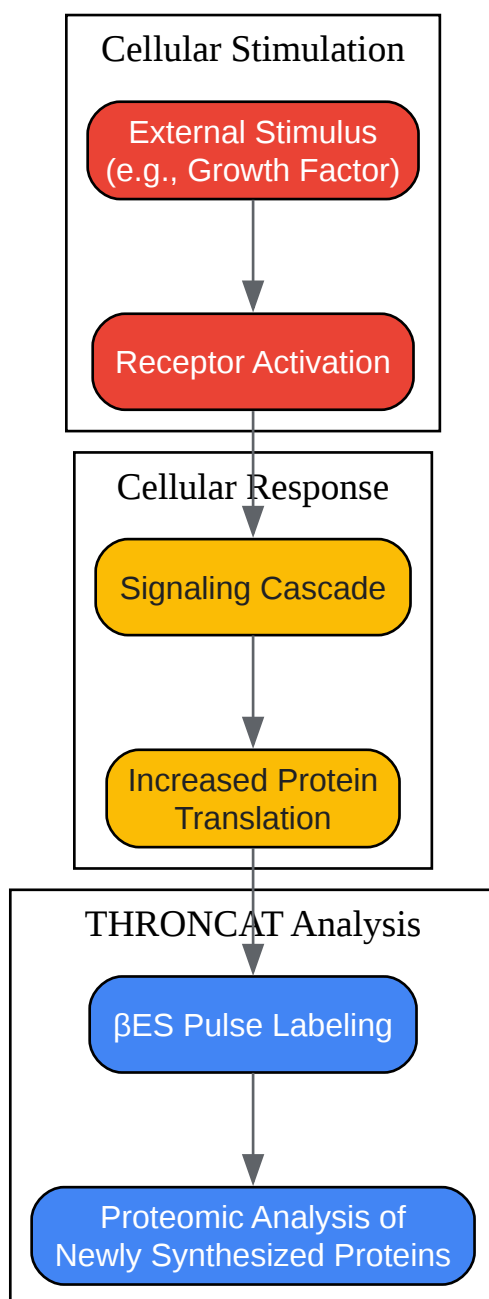 Cellular Stimulation
External Stimulus
(e.g., Growth Factor)
Receptor Activation
Cellular Response
Signaling Cascade
Increased Protein
Translation
THRONCAT Analysis
βES Pulse Labeling
Proteomic Analysis of
Newly Synthesized Proteins